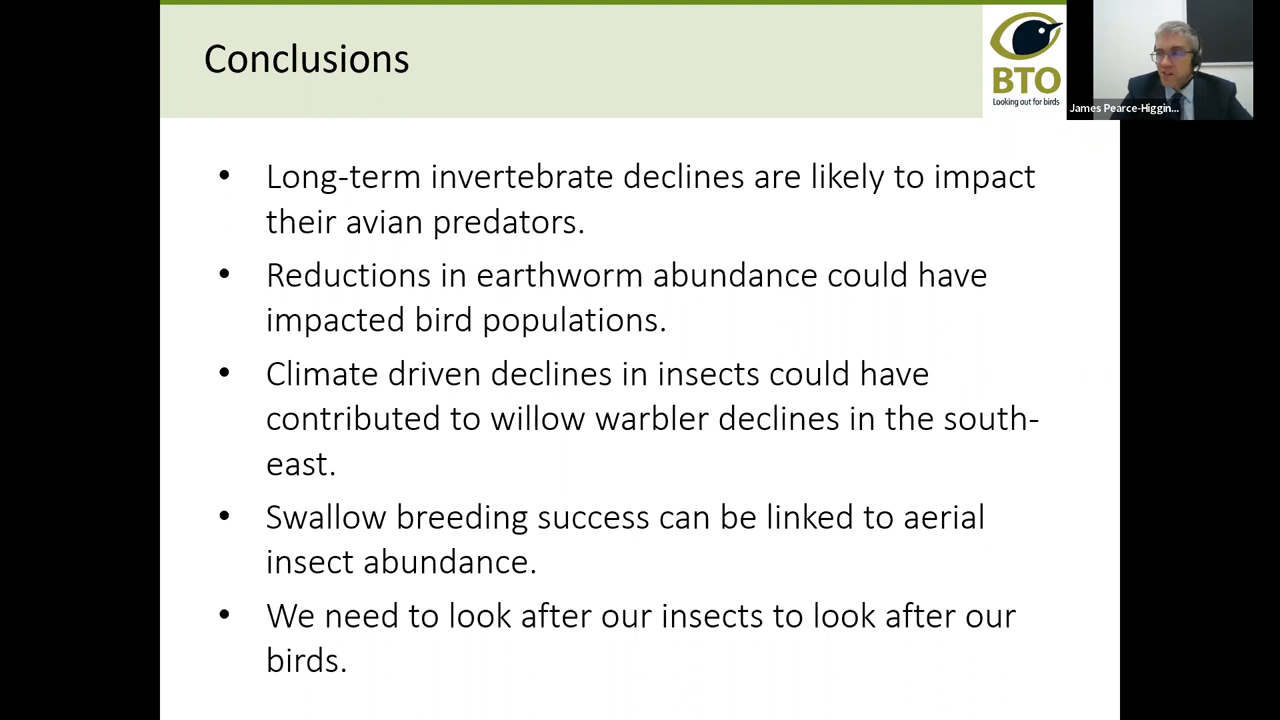 Conclusions
BTO
Looking out for birds
James Pearce-Higgin...
• Long-term invertebrate declines are likely to impact
their avian predators.
• Reductions in earthworm abundance could have
impacted bird populations.
• Climate driven declines in insects could have
contributed to willow warbler declines in the south-
east.
• Swallow breeding success can be linked to aerial
insect abundance.
• We need to look after our insects to look after our
birds.